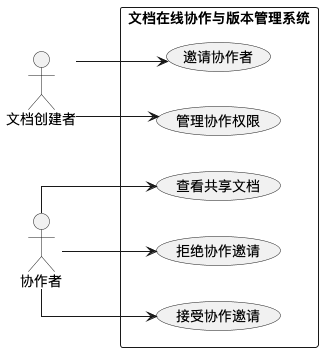 文档在线协作与版本管理系统
邀请协作者
文档创建者
管理协作权限
查看共享文档
拒绝协作邀请
协作者
接受协作邀请